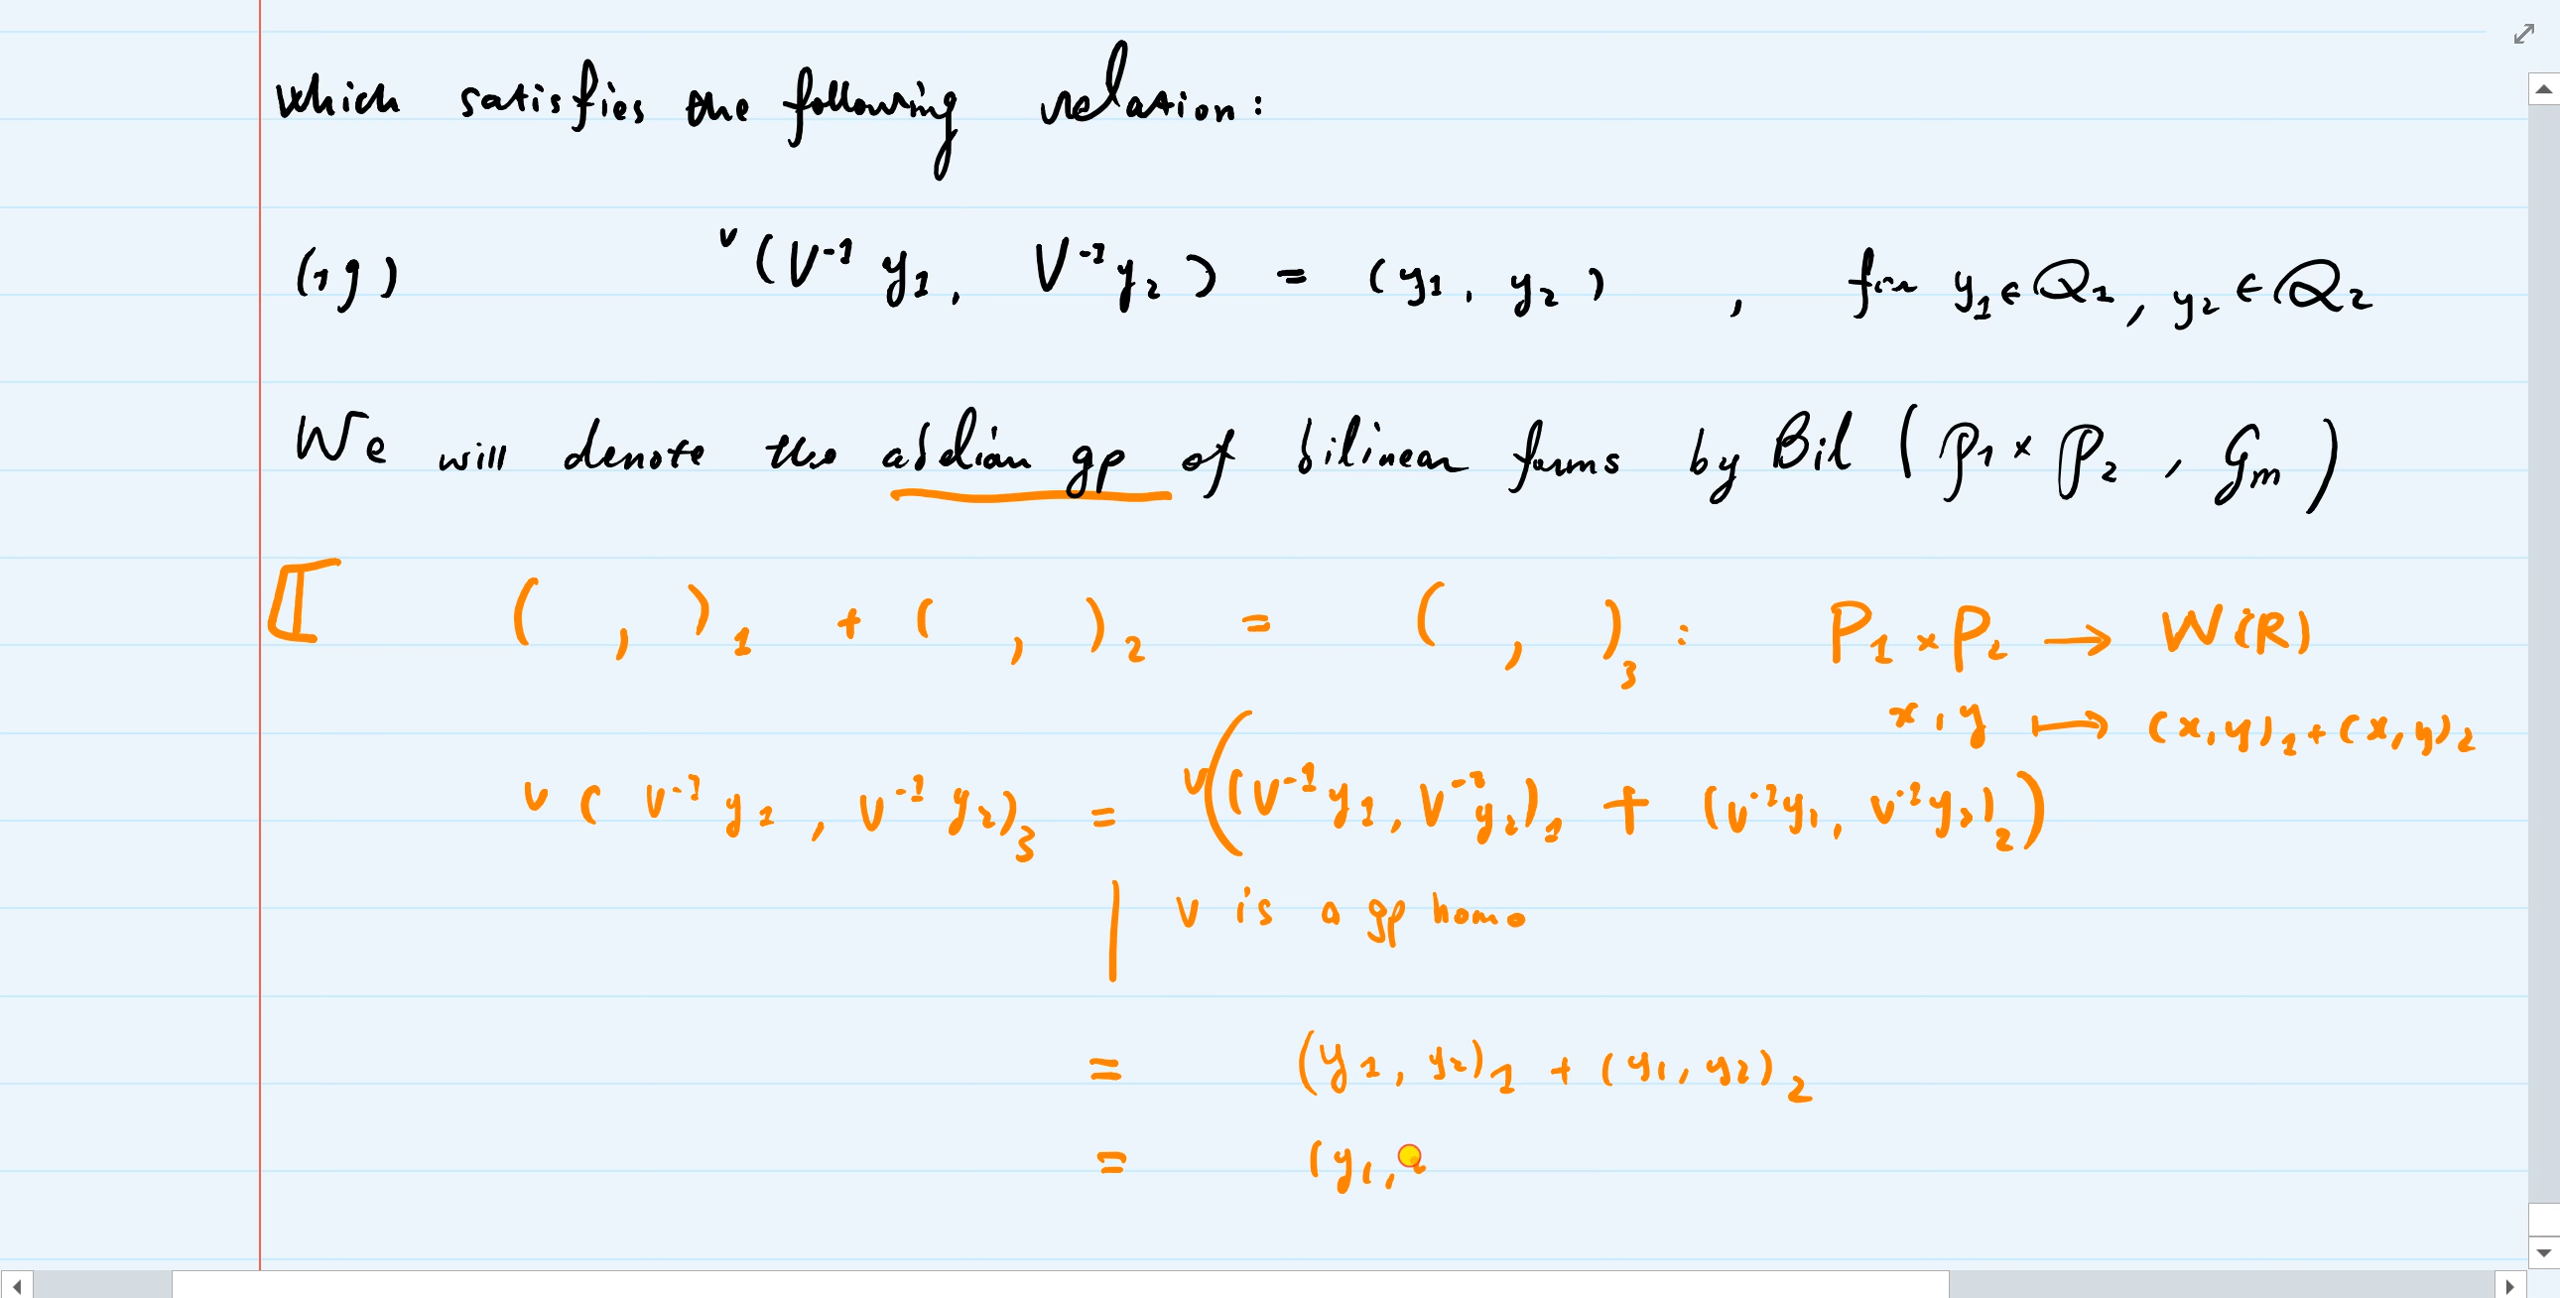 which satisfies the following relation:
(19) ᵛ(V⁻¹ y₁, V⁻¹ y₂) = (y₁, y₂), for y₁ ∈ Q₁, y₂ ∈ Q₂
We will denote the abelian gp of bilinear forms by Bil (P₁ × P₂, Gₘ)
⟦ ( , )₁ + ( , )₂ = ( , )₃ : P₁ × P₂ → W(R)
x, y ↦ (x, y)₁ + (x, y)₂
ᵛ(V⁻¹ y₁, V⁻¹ y₂)₃ = ᵛ((V⁻¹ y₁, V⁻¹ y₂)₁ + (V⁻¹ y₁, V⁻¹ y₂)₂)
| V is a gp homo
= (y₁, y₂)₁ + (y₁, y₂)₂
= (y₁,